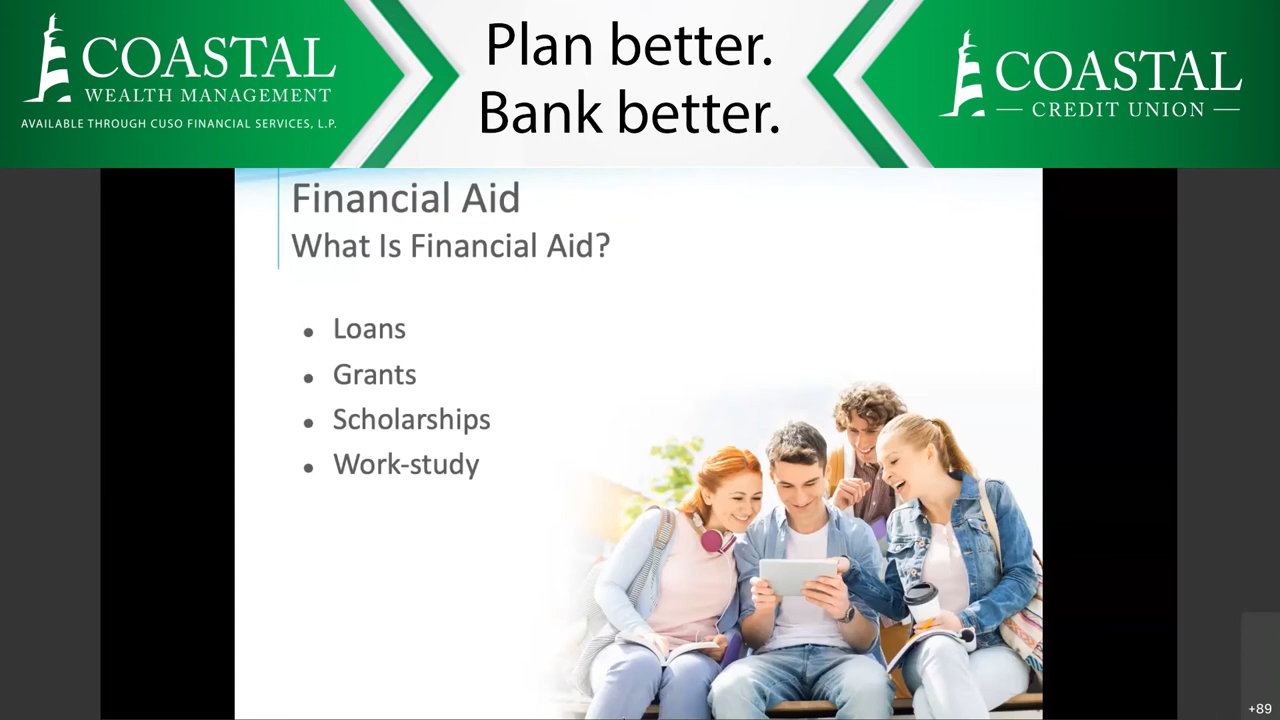 COASTAL
WEALTH MANAGEMENT
AVAILABLE THROUGH CUSO FINANCIAL SERVICES, L.P.
Plan better.
Bank better.
COASTAL
CREDIT UNION
Financial Aid
What Is Financial Aid?
• Loans
• Grants
• Scholarships
• Work-study
+89